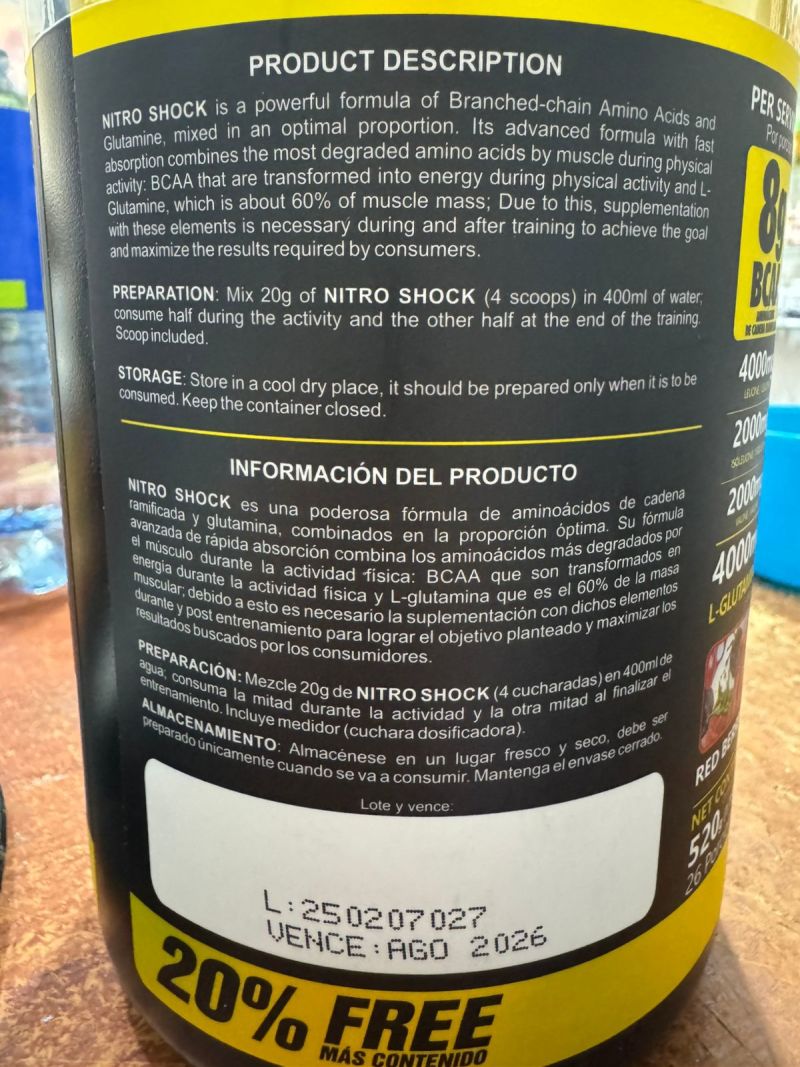 PRODUCT DESCRIPTION
NITRO SHOCK is a powerful formula of Branched-chain Amino Acids and
Glutamine, mixed in an optimal proportion. Its advanced formula with fast
absorption combines the most degraded amino acids by muscle during physical
activity: BCAA that are transformed into energy during physical activity and L-
Glutamine, which is about 60% of muscle mass; Due to this, supplementation
with these elements is necessary during and after training to achieve the goal
and maximize the results required by consumers.
PREPARATION: Mix 20g of NITRO SHOCK (4 scoops) in 400ml of water;
consume half during the activity and the other half at the end of the training.
Scoop included.
STORAGE: Store in a cool dry place, it should be prepared only when it is to be
consumed. Keep the container closed.
INFORMACIÓN DEL PRODUCTO
NITRO SHOCK es una poderosa fórmula de aminoácidos de cadena
ramificada y glutamina, combinados en la proporción óptima. Su fórmula
avanzada de rápida absorción combina los aminoácidos más degradados por
el músculo durante la actividad física: BCAA que son transformados en
energía durante la actividad física y L-glutamina que es el 60% de la masa
muscular; debido a esto es necesario la suplementación con dichos elementos
durante y post entrenamiento para lograr el objetivo planteado y maximizar los
resultados buscados por los consumidores.
PREPARACIÓN: Mezcle 20g de NITRO SHOCK (4 cucharadas) en 400ml de
agua; consuma la mitad durante la actividad y la otra mitad al finalizar el
entrenamiento. Incluye medidor (cuchara dosificadora).
ALMACENAMIENTO: Almacénese en un lugar fresco y seco, debe ser
preparado únicamente cuando se va a consumir. Mantenga el envase cerrado.
Lote y vence:
L:250207027
VENCE:AGO 2026
20% FREE
MÁS CONTENIDO
PER
Por
8g
4000m
2000m
2000m
4000m
RED
NET
520
26